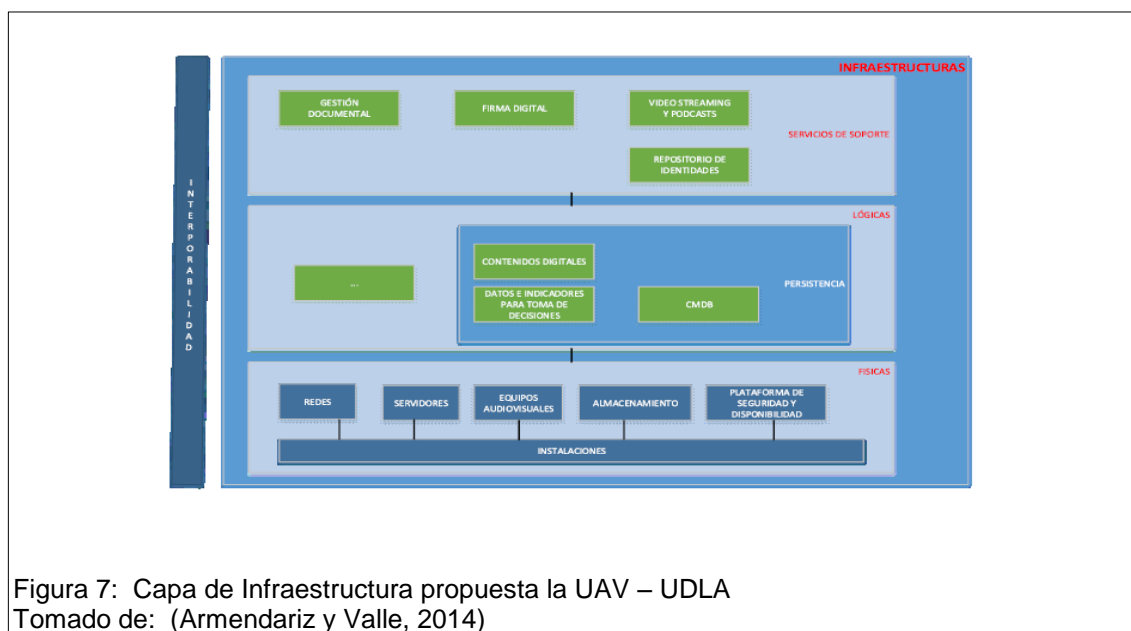 INFRAESTRUCTURAS
GESTIÓN
DOCUMENTAL
FIRMA DIGITAL
VIDEO STREAMING
Y PODCASTS
SERVICIOS DE SOPORTE
REPOSITORIO DE
IDENTIDADES
INTERPORABILIDAD
LÓGICAS
...
CONTENIDOS DIGITALES
DATOS E INDICADORES
PARA TOMA DE
DECISIONES
CMDB
PERSISTENCIA
FISICAS
REDES
SERVIDORES
EQUIPOS
AUDIOVISUALES
ALMACENAMIENTO
PLATAFORMA DE
SEGURIDAD Y
DISPONIBILIDAD
INSTALACIONES
Figura 7: Capa de Infraestructura propuesta la UAV – UDLA
Tomado de: (Armendariz y Valle, 2014)